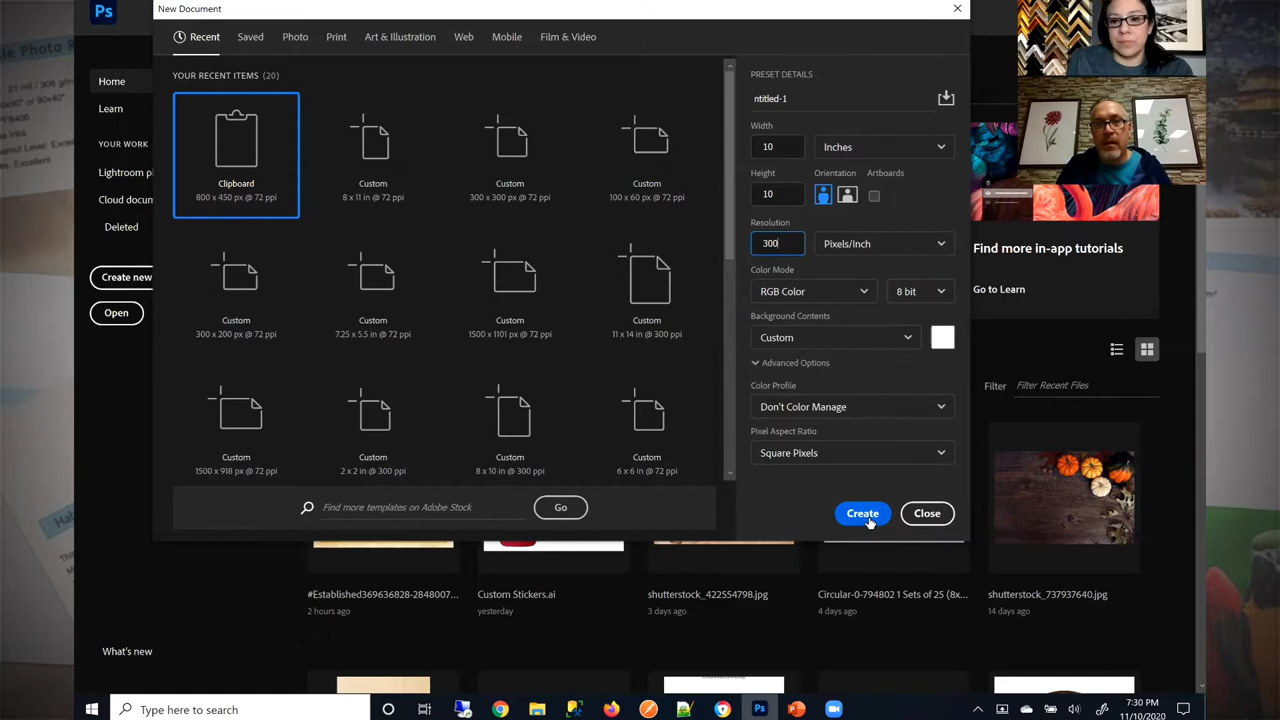 Ps
New Document
Recent Saved Photo Print Art & Illustration Web Mobile Film & Video
YOUR RECENT ITEMS (20)
Clipboard
800 x 450 px @ 72 ppi
Custom
8 x 11 in @ 72 ppi
Custom
300 x 300 px @ 72 ppi
Custom
100 x 60 px @ 72 ppi
Custom
300 x 200 px @ 72 ppi
Custom
7.25 x 5.5 in @ 72 ppi
Custom
1500 x 1101 px @ 72 ppi
Custom
11 x 14 in @ 300 ppi
Custom
1500 x 918 px @ 72 ppi
Custom
2 x 2 in @ 300 ppi
Custom
8 x 10 in @ 300 ppi
Custom
6 x 6 in @ 72 ppi
Find more templates on Adobe Stock
Go
PRESET DETAILS
ntitled-1
Width
10 Inches
Height Orientation Artboards
10
Resolution
300 Pixels/Inch
Color Mode
RGB Color 8 bit
Background Contents
Custom
Advanced Options
Color Profile
Don't Color Manage
Pixel Aspect Ratio
Square Pixels
Create Close
Home
Learn
YOUR WORK
Lightroom p
Cloud docum
Deleted
Create new
Open
What's new
Find more in-app tutorials
Go to Learn
Filter Filter Recent Files
#Established369636828-2848007...
2 hours ago
Custom Stickers.ai
yesterday
shutterstock_422554798.jpg
3 days ago
Circular-0-794802 1 Sets of 25 (8x...
4 days ago
shutterstock_737937640.jpg
14 days ago
Type here to search
Ps
7:30 PM
11/10/2020